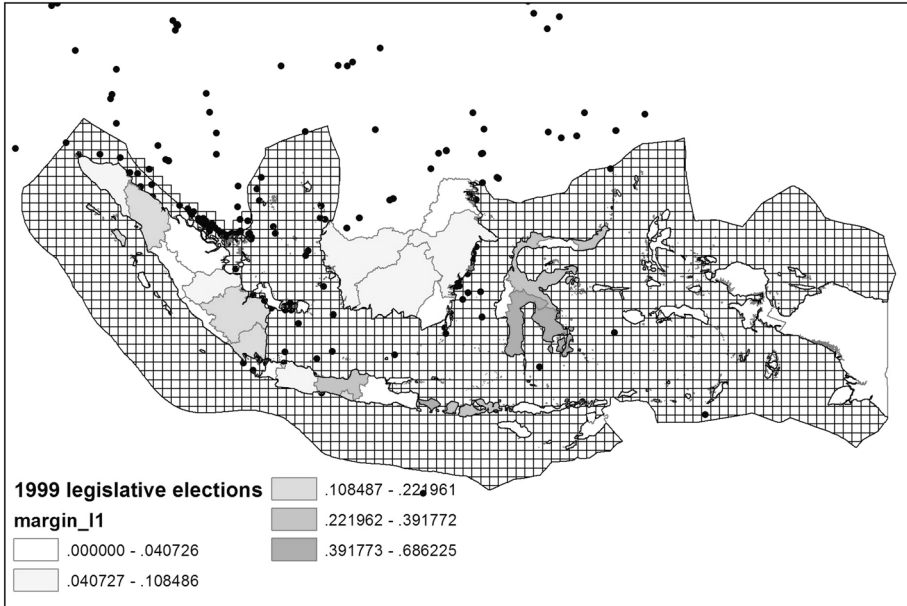 1999 legislative elections
margin_l1
.000000 - .040726
.040727 - .108486
.108487 - .221961
.221962 - .391772
.391773 - .686225